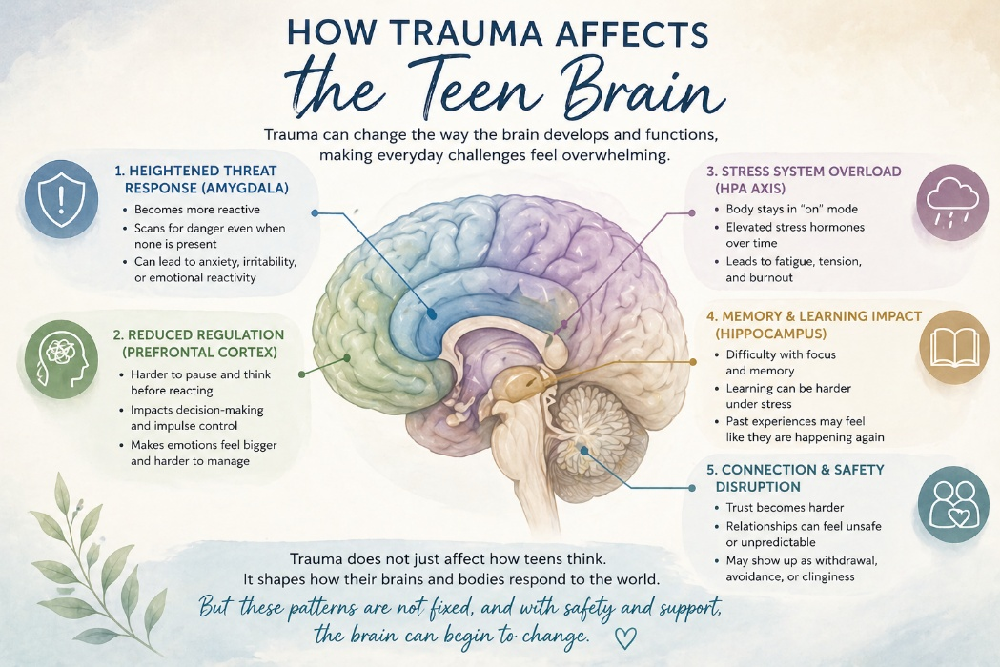 HOW TRAUMA AFFECTS
the Teen Brain
Trauma can change the way the brain develops and functions,
making everyday challenges feel overwhelming.
1. HEIGHTENED THREAT
RESPONSE (AMYGDALA)
• Becomes more reactive
• Scans for danger even when
none is present
• Can lead to anxiety, irritability,
or emotional reactivity
2. REDUCED REGULATION
(PREFRONTAL CORTEX)
• Harder to pause and think
before reacting
• Impacts decision-making
and impulse control
• Makes emotions feel bigger
and harder to manage
3. STRESS SYSTEM OVERLOAD
(HPA AXIS)
• Body stays in “on” mode
• Elevated stress hormones
over time
• Leads to fatigue, tension,
and burnout
4. MEMORY & LEARNING IMPACT
(HIPPOCAMPUS)
• Difficulty with focus
and memory
• Learning can be harder
under stress
• Past experiences may feel
like they are happening again
5. CONNECTION & SAFETY
DISRUPTION
• Trust becomes harder
• Relationships can feel unsafe
or unpredictable
• May show up as withdrawal,
avoidance, or clinginess
Trauma does not just affect how teens think.
It shapes how their brains and bodies respond to the world.
But these patterns are not fixed, and with safety and support,
the brain can begin to change.